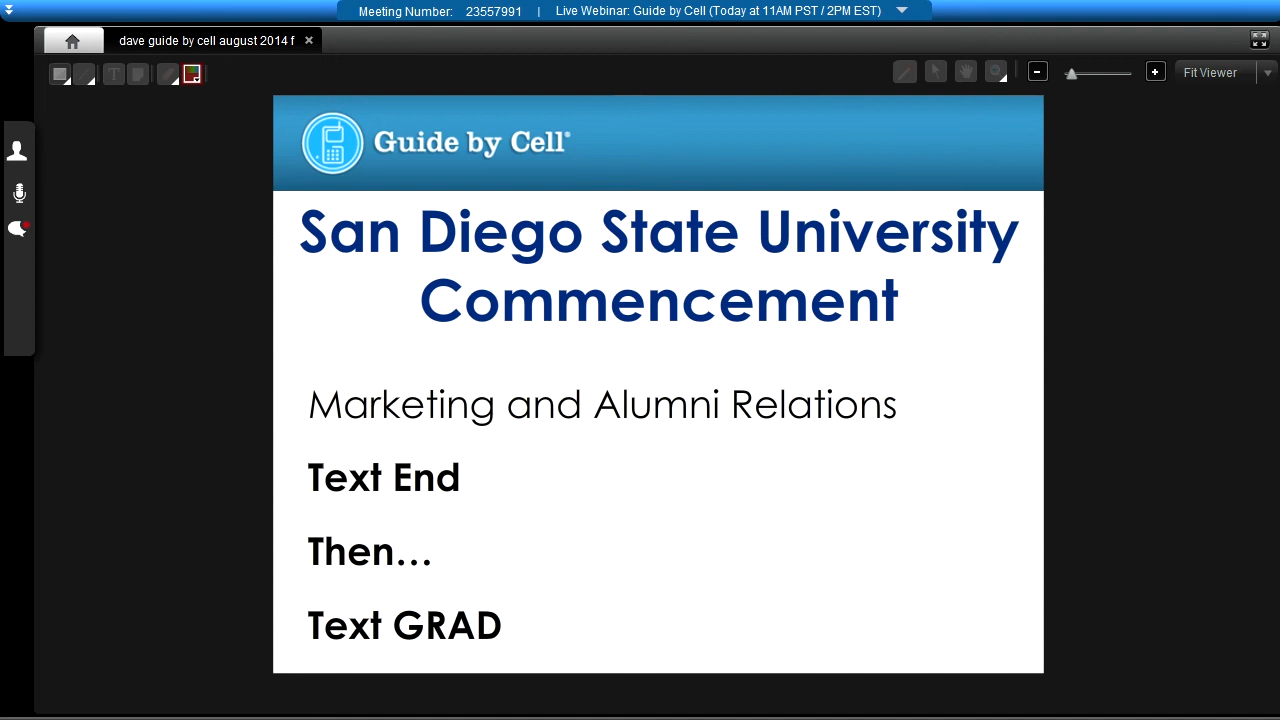 Meeting Number: 23557991 | Live Webinar: Guide by Cell (Today at 11AM PST / 2PM EST)
dave guide by cell august 2014 f ×
T
Fit Viewer
Guide by Cell®
San Diego State University
Commencement
Marketing and Alumni Relations
Text End
Then…
Text GRAD